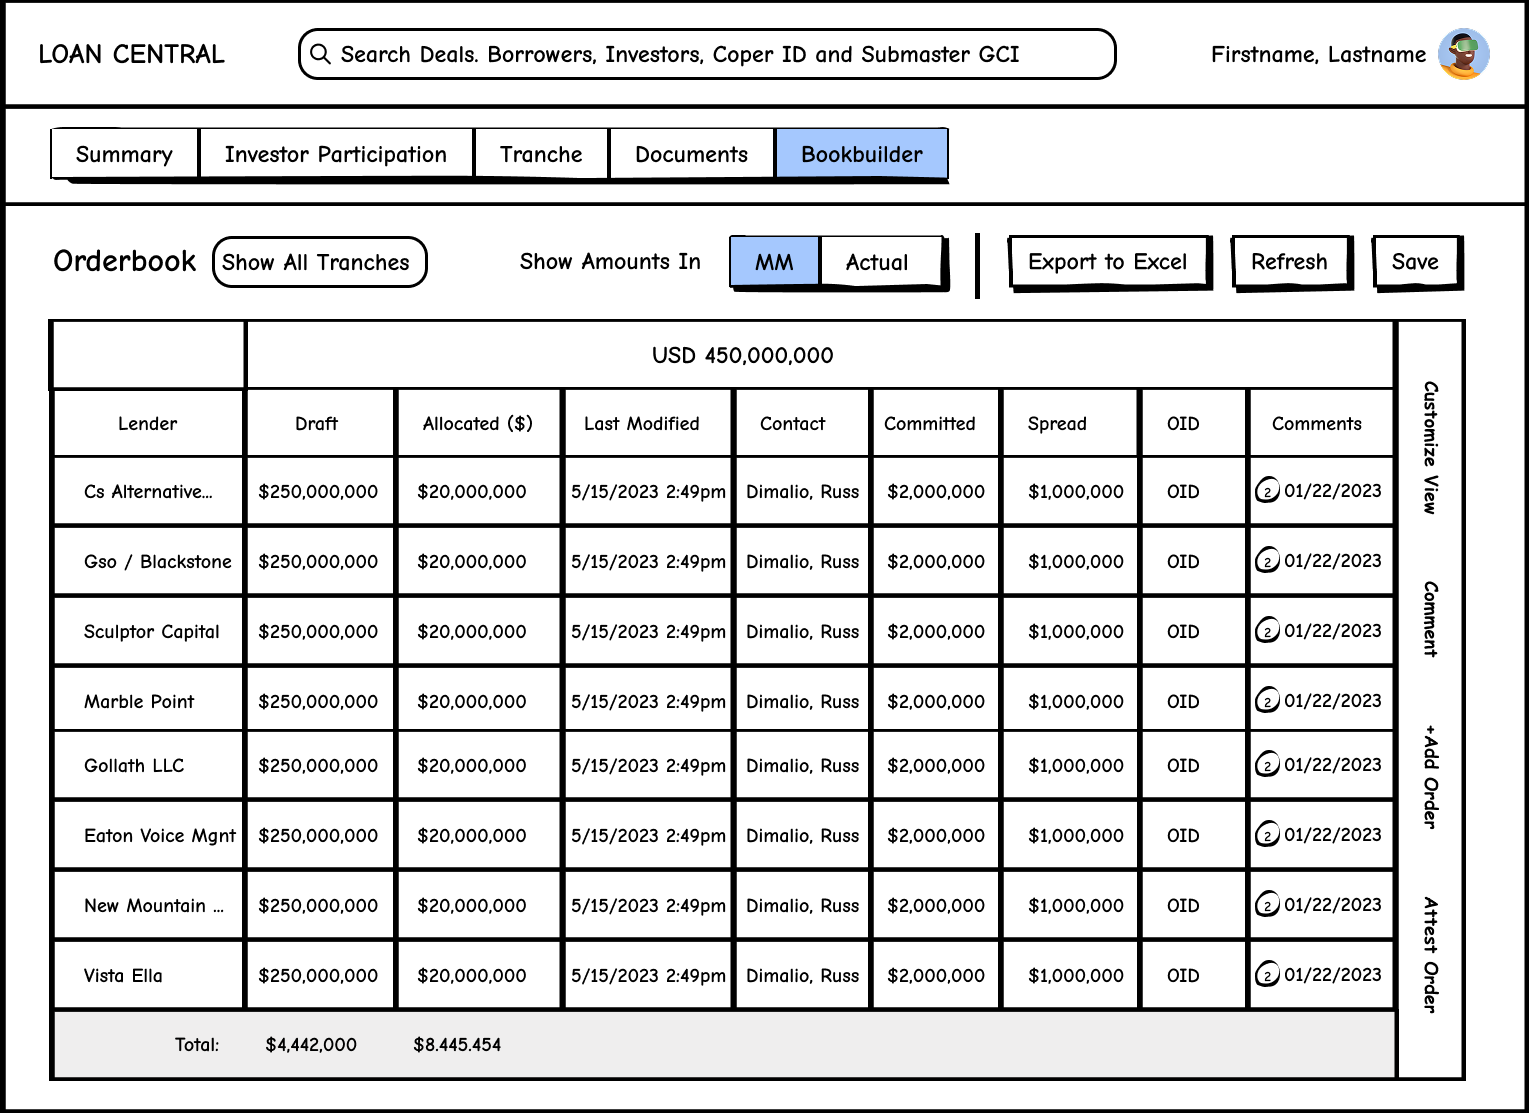 LOAN CENTRAL
Search Deals. Borrowers, Investors, Coper ID and Submaster GCI
Firstname, Lastname
Summary Investor Participation Tranche Documents Bookbuilder
Orderbook Show All Tranches Show Amounts In MM Actual Export to Excel Refresh Save
USD 450,000,000
Lender Draft Allocated ($) Last Modified Contact Committed Spread OID Comments
Cs Alternative... $250,000,000 $20,000,000 5/15/2023 2:49pm Dimalio, Russ $2,000,000 $1,000,000 OID 2 01/22/2023
Gso / Blackstone $250,000,000 $20,000,000 5/15/2023 2:49pm Dimalio, Russ $2,000,000 $1,000,000 OID 2 01/22/2023
Sculptor Capital $250,000,000 $20,000,000 5/15/2023 2:49pm Dimalio, Russ $2,000,000 $1,000,000 OID 2 01/22/2023
Marble Point $250,000,000 $20,000,000 5/15/2023 2:49pm Dimalio, Russ $2,000,000 $1,000,000 OID 2 01/22/2023
Gollath LLC $250,000,000 $20,000,000 5/15/2023 2:49pm Dimalio, Russ $2,000,000 $1,000,000 OID 2 01/22/2023
Eaton Voice Mgnt $250,000,000 $20,000,000 5/15/2023 2:49pm Dimalio, Russ $2,000,000 $1,000,000 OID 2 01/22/2023
New Mountain ... $250,000,000 $20,000,000 5/15/2023 2:49pm Dimalio, Russ $2,000,000 $1,000,000 OID 2 01/22/2023
Vista Ella $250,000,000 $20,000,000 5/15/2023 2:49pm Dimalio, Russ $2,000,000 $1,000,000 OID 2 01/22/2023
Total: $4,442,000 $8.445.454
Customize View
Comment
+Add Order
Attest Order